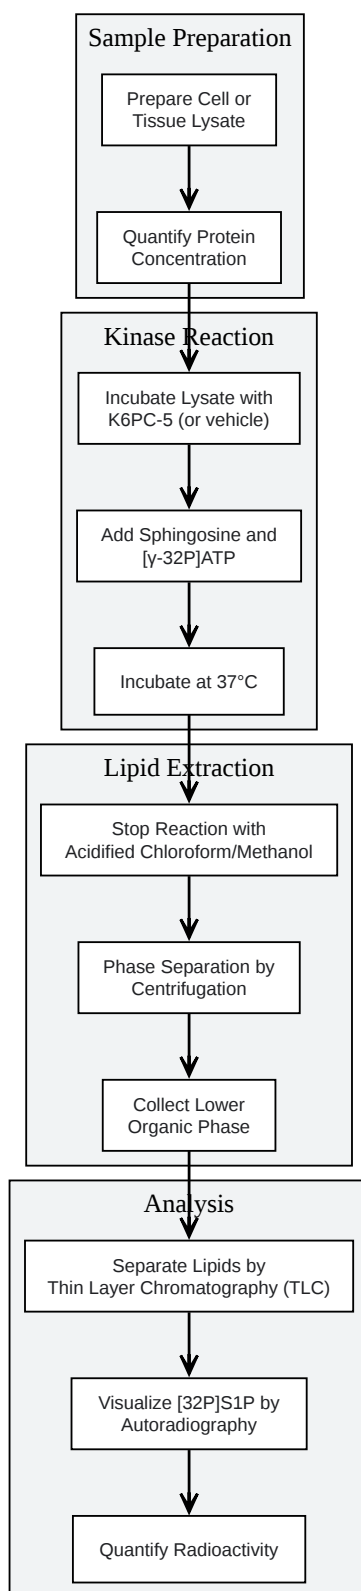 Sample Preparation
Prepare Cell or
Tissue Lysate
Quantify Protein
Concentration
Kinase Reaction
Incubate Lysate with
K6PC-5 (or vehicle)
Add Sphingosine and
[γ-32P]ATP
Incubate at 37°C
Lipid Extraction
Stop Reaction with
Acidified Chloroform/Methanol
Phase Separation by
Centrifugation
Collect Lower
Organic Phase
Analysis
Separate Lipids by
Thin Layer Chromatography (TLC)
Visualize [32P]S1P by
Autoradiography
Quantify Radioactivity